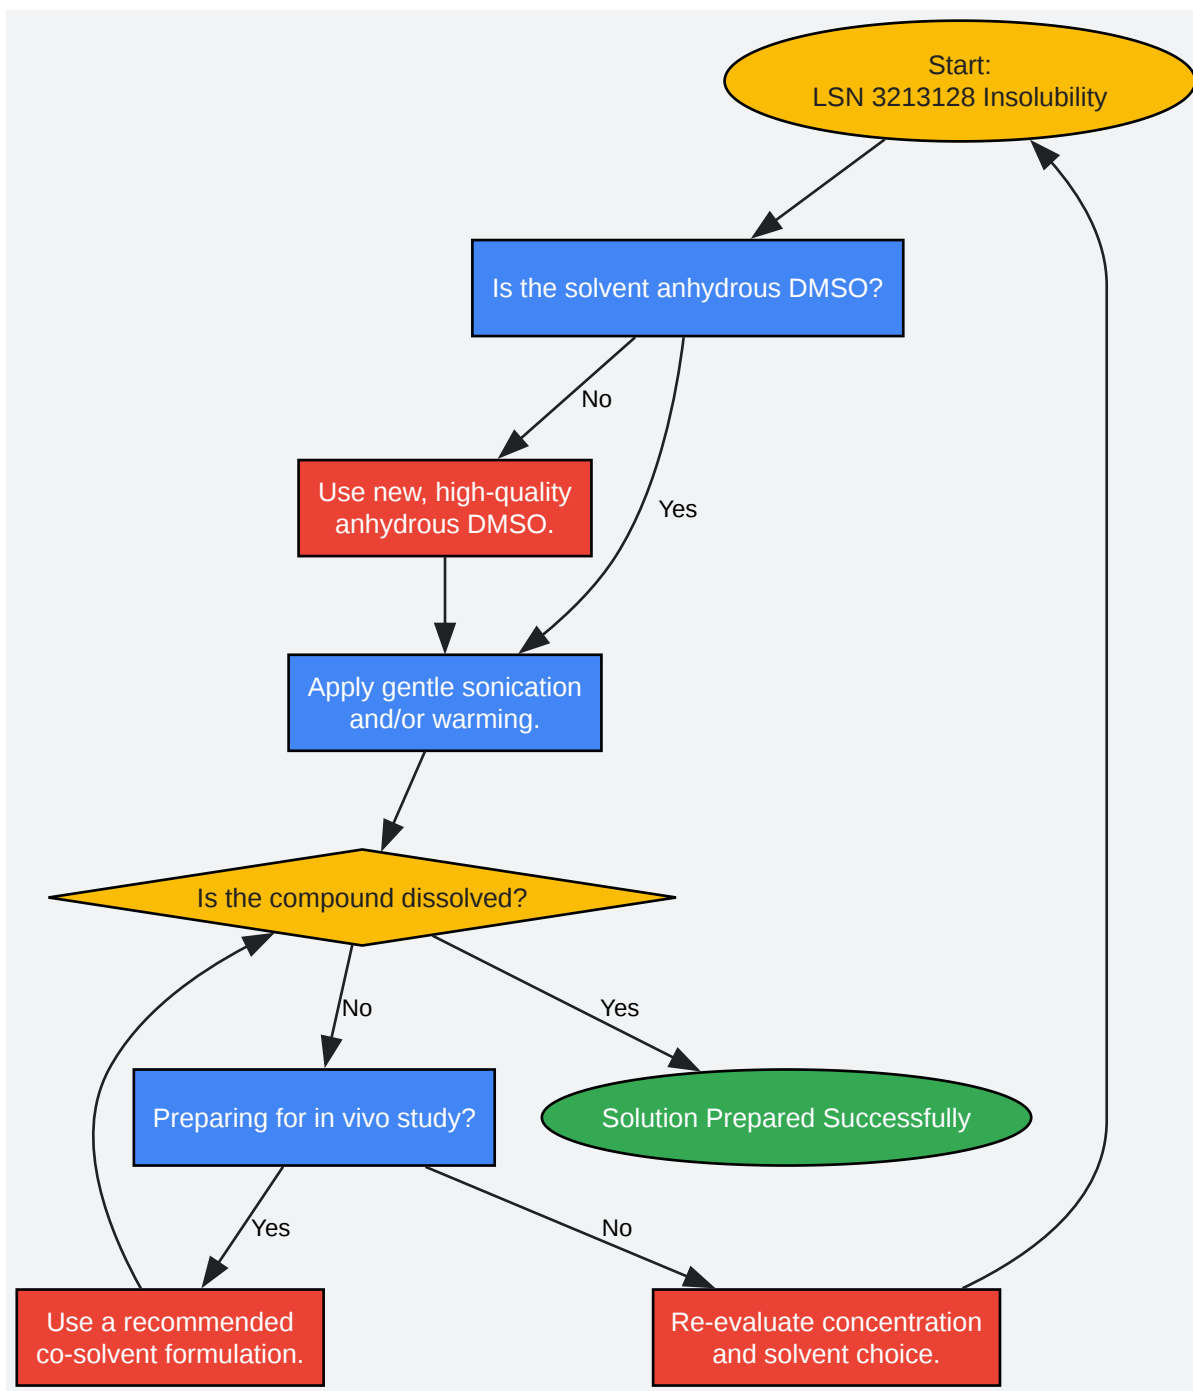 Start:
LSN 3213128 Insolubility
Is the solvent anhydrous DMSO?
No
Use new, high-quality
anhydrous DMSO.
Yes
Apply gentle sonication
and/or warming.
Is the compound dissolved?
No
Yes
Preparing for in vivo study?
Solution Prepared Successfully
Yes
No
Use a recommended
co-solvent formulation.
Re-evaluate concentration
and solvent choice.